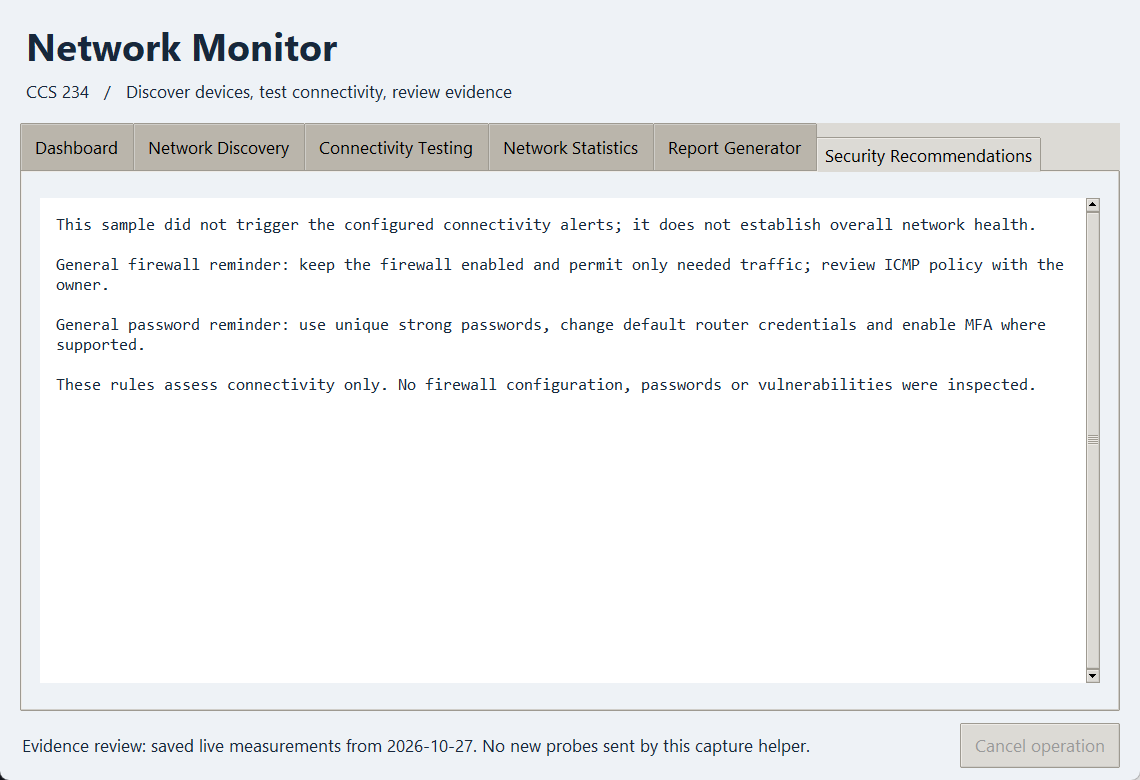 Network Monitor
CCS 234 / Discover devices, test connectivity, review evidence
Dashboard Network Discovery Connectivity Testing Network Statistics Report Generator Security Recommendations
This sample did not trigger the configured connectivity alerts; it does not establish overall network health.
General firewall reminder: keep the firewall enabled and permit only needed traffic; review ICMP policy with the
owner.
General password reminder: use unique strong passwords, change default router credentials and enable MFA where
supported.
These rules assess connectivity only. No firewall configuration, passwords or vulnerabilities were inspected.
Evidence review: saved live measurements from 2026-10-27. No new probes sent by this capture helper.
Cancel operation